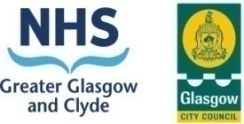 NHS
Greater Glasgow
and Clyde
Glasgow
CITY COUNCIL